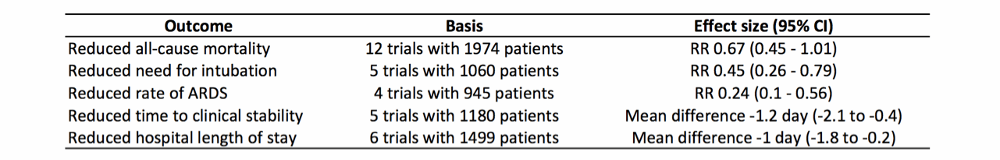 Outcome Basis Effect size (95% CI)
Reduced all-cause mortality 12 trials with 1974 patients RR 0.67 (0.45 - 1.01)
Reduced need for intubation 5 trials with 1060 patients RR 0.45 (0.26 - 0.79)
Reduced rate of ARDS 4 trials with 945 patients RR 0.24 (0.1 - 0.56)
Reduced time to clinical stability 5 trials with 1180 patients Mean difference -1.2 day (-2.1 to -0.4)
Reduced hospital length of stay 6 trials with 1499 patients Mean difference -1 day (-1.8 to -0.2)